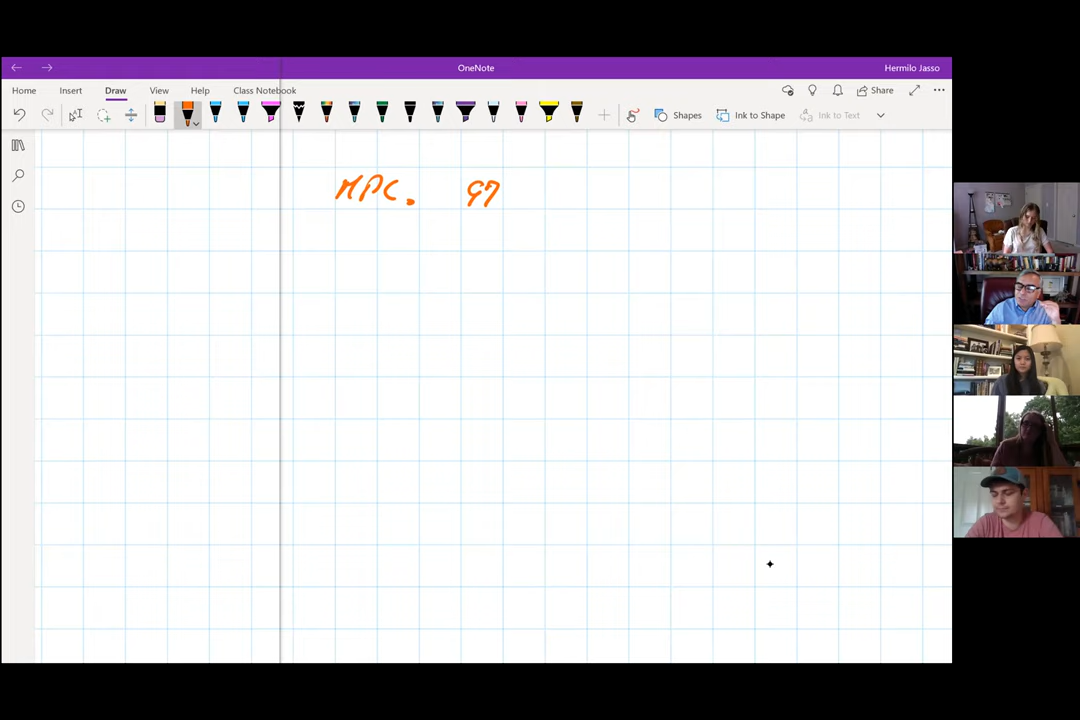 OneNote
Hermilo Jasso
Home Insert Draw View Help Class Notebook Share
Shapes Ink to Shape Ink to Text
MPC. 97